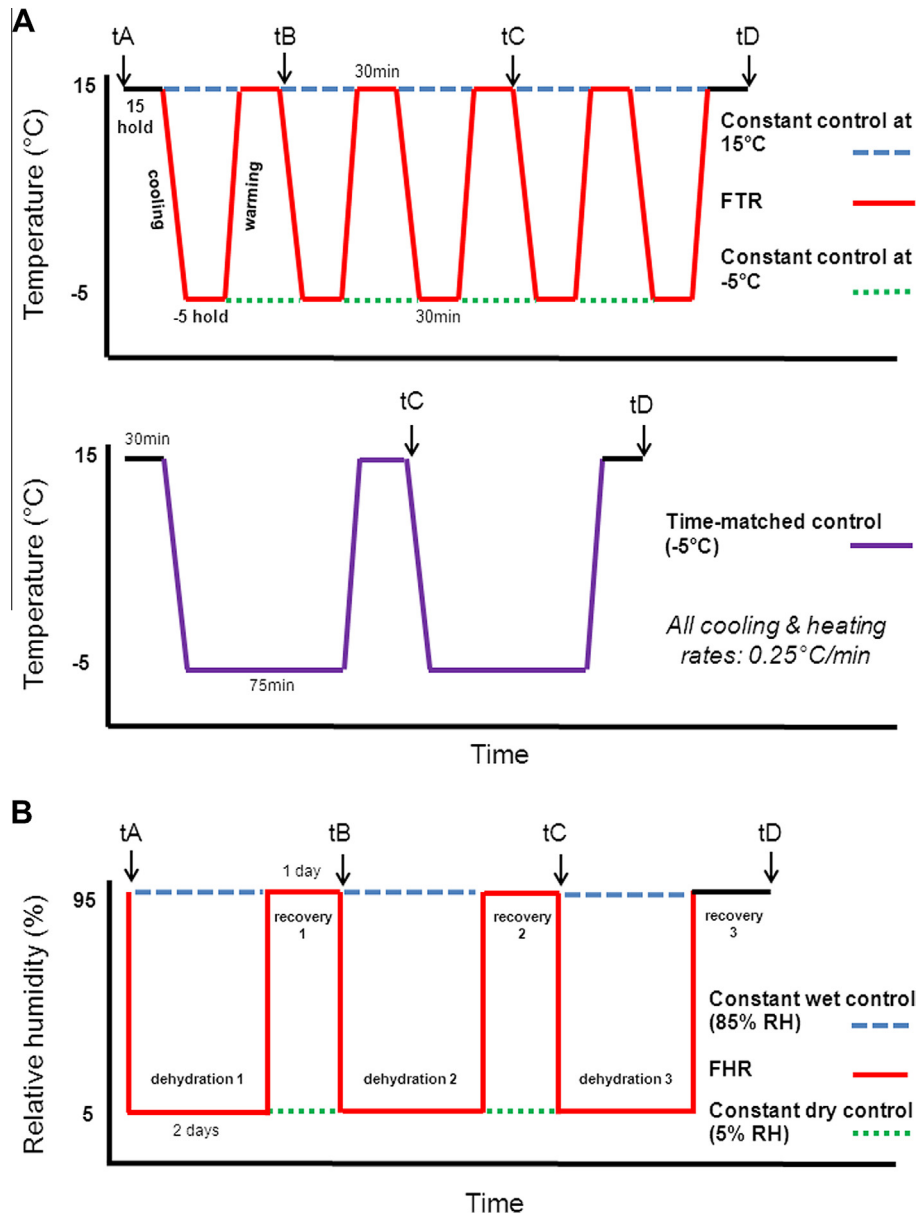 A
tA
tB
tC
tD
30min
15
15
hold
cooling
warming
Temperature (°C)
-5
-5 hold
30min
Constant control at
15°C
FTR
Constant control at
-5°C
tC
tD
30min
15
Temperature (°C)
-5
75min
Time-matched control
(-5°C)
All cooling & heating
rates: 0.25°C/min
Time
B
tA
tB
tC
tD
1 day
95
recovery
1
recovery
2
recovery
3
Relative humidity (%)
dehydration 1
dehydration 2
dehydration 3
5
2 days
Constant wet control
(85% RH)
FHR
Constant dry control
(5% RH)
Time